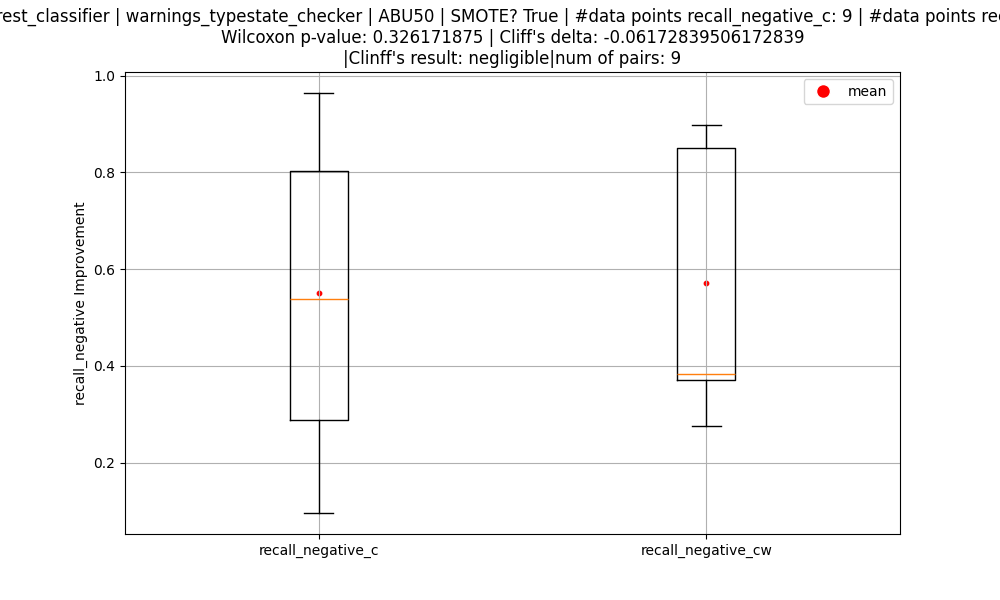 rest_classifier | warnings_typestate_checker | ABU50 | SMOTE? True | #data points recall_negative_c: 9 | #data points rec
Wilcoxon p-value: 0.326171875 | Cliff's delta: -0.06172839506172839
|Clinff's result: negligible|num of pairs: 9
mean
recall_negative Improvement
1.0
0.8
0.6
0.4
0.2
recall_negative_c
recall_negative_cw